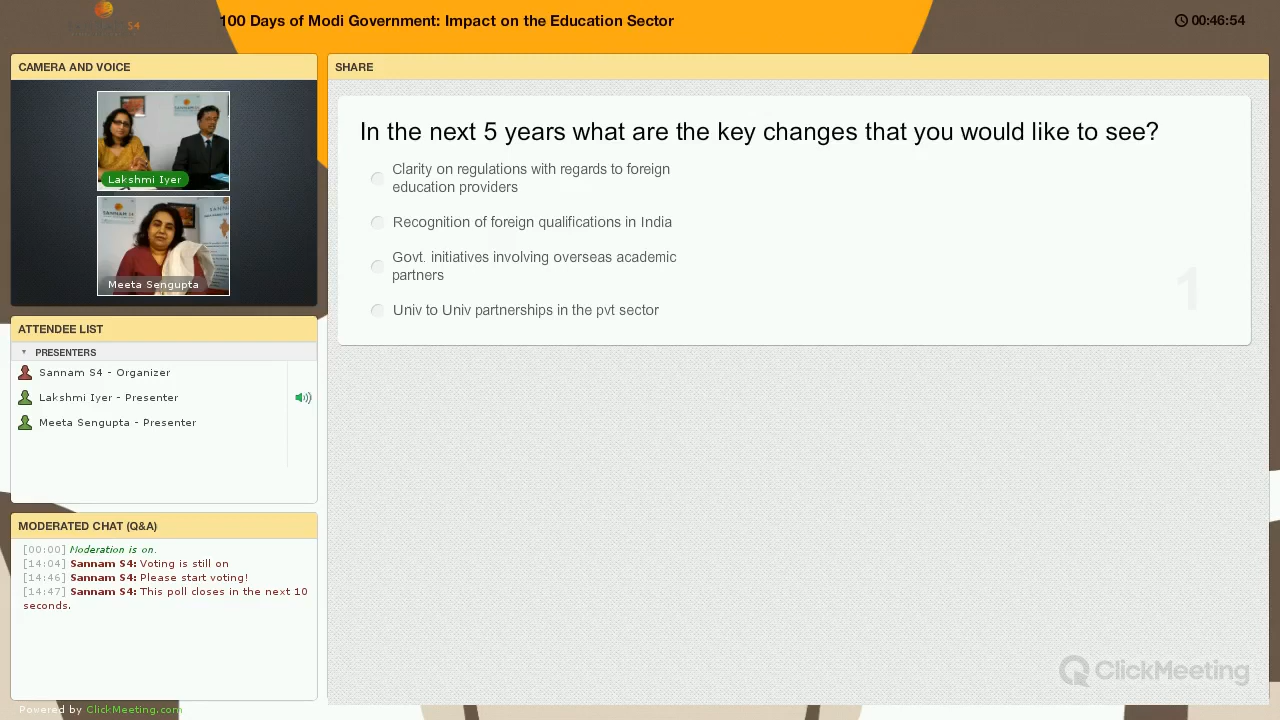 S4
100 Days of Modi Government: Impact on the Education Sector
00:46:54
CAMERA AND VOICE
Lakshmi Iyer
SANNAM S4
Meeta Sengupta
ATTENDEE LIST
PRESENTERS
Sannam S4 - Organizer
Lakshmi Iyer - Presenter
Meeta Sengupta - Presenter
MODERATED CHAT (Q&A)
[00:00] Moderation is on.
[14:04] Sannam S4: Voting is still on
[14:46] Sannam S4: Please start voting!
[14:47] Sannam S4: This poll closes in the next 10
seconds.
Powered by ClickMeeting.com
SHARE
In the next 5 years what are the key changes that you would like to see?
Clarity on regulations with regards to foreign
education providers
Recognition of foreign qualifications in India
Govt. initiatives involving overseas academic
partners
Univ to Univ partnerships in the pvt sector
1
ClickMeeting